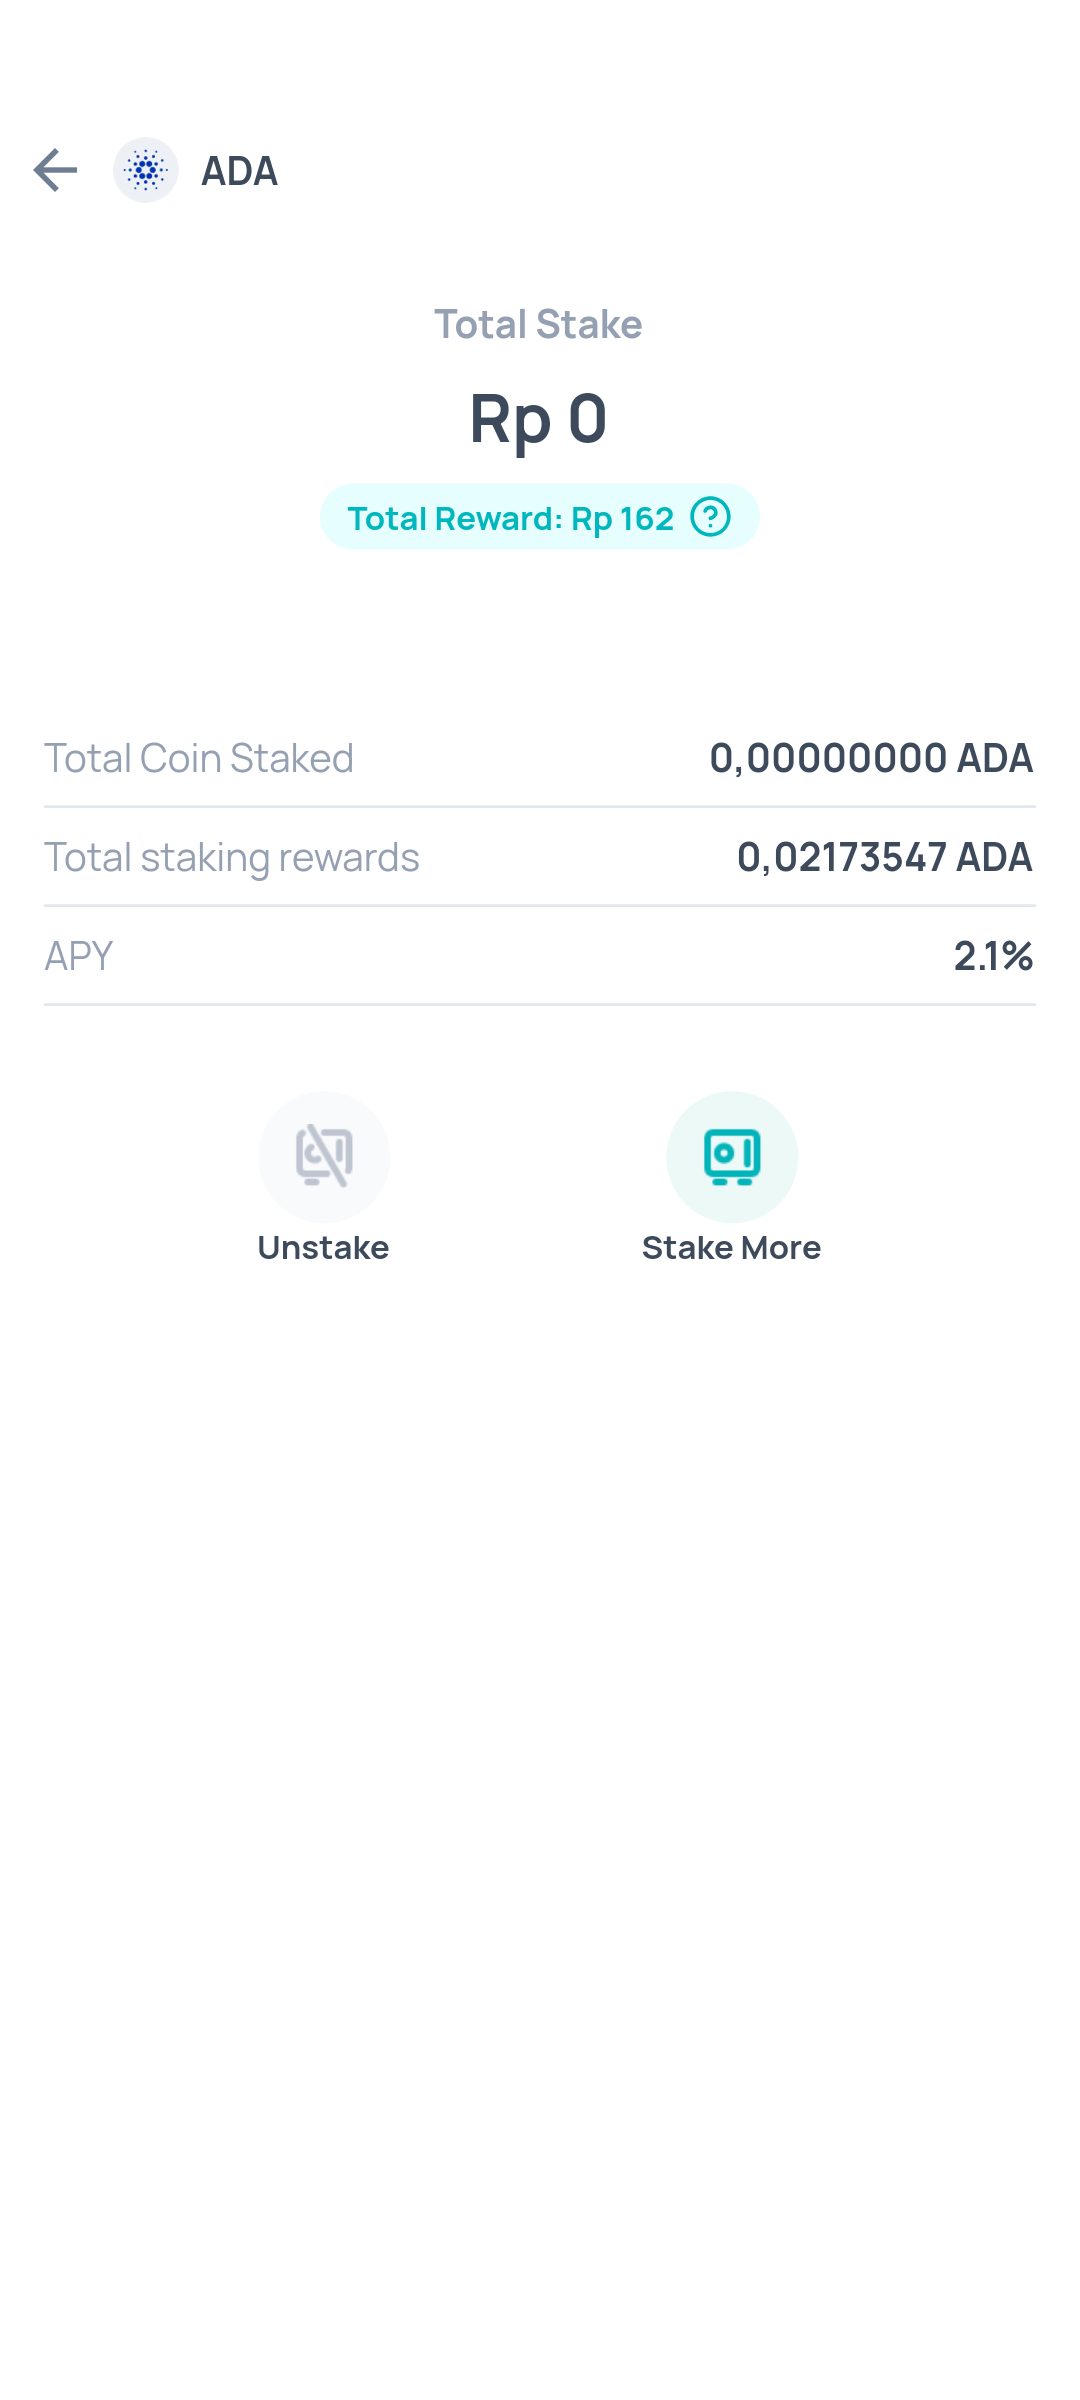 ADA
Total Stake
Rp 0
Total Reward: Rp 162
Total Coin Staked 0,00000000 ADA
Total staking rewards 0,02173547 ADA
APY 2.1%
Unstake Stake More